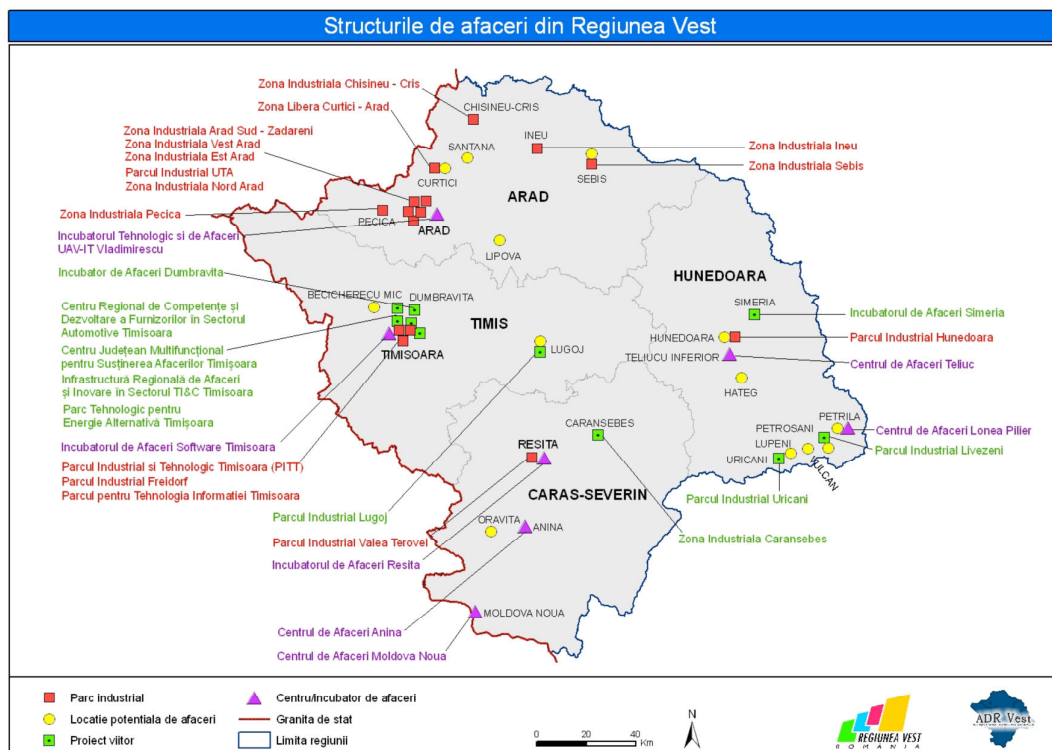 Structurile de afaceri din Regiunea Vest
Zona Industriala Chisineu - Cris
Zona Libera Curtici - Arad
Zona Industriala Arad Sud - Zadareni
Zona Industriala Vest Arad
Zona Industriala Est Arad
Parcul Industrial UTA
Zona Industriala Nord Arad
Zona Industriala Pecica
Incubatorul Tehnologic si de Afaceri
UAV-IT Vladimirescu
Incubator de Afaceri Dumbravita
Centru Regional de Competențe și
Dezvoltare a Furnizorilor în Sectorul
Automotive Timisoara
Centru Județean Multifuncțional
pentru Susținerea Afacerilor Timișoara
Infrastructură Regională de Afaceri
și Inovare în Sectorul TI&C Timisoara
Parc Tehnologic pentru
Energie Alternativă Timișoara
Incubatorul de Afaceri Software Timisoara
Parcul Industrial si Tehnologic Timisoara (PITT)
Parcul Industrial Freidorf
Parcul pentru Tehnologia Informatiei Timisoara
Parcul Industrial Lugoj
Parcul Industrial Valea Terovei
Incubatorul de Afaceri Resita
Centrul de Afaceri Anina
Centrul de Afaceri Moldova Noua
CHISINEU-CRIS
INEU
SANTANA
CURTICI
SEBIS
ARAD
PECICA
ARAD
LIPOVA
BECICHERECU MIC
DUMBRAVITA
TIMIS
TIMISOARA
LUGOJ
HUNEDOARA
SIMERIA
HUNEDOARA
TELIUCU INFERIOR
HATEG
PETRILA
PETROSANI
LUPENI
URICANI
VULCAN
CARANSEBES
RESITA
CARAS-SEVERIN
ORAVITA
ANINA
MOLDOVA NOUA
Zona Industriala Ineu
Zona Industriala Sebis
Incubatorul de Afaceri Simeria
Parcul Industrial Hunedoara
Centrul de Afaceri Teliuc
Centrul de Afaceri Lonea Pilier
Parcul Industrial Livezeni
Parcul Industrial Uricani
Zona Industriala Caransebes
Parc industrial
Locatie potentiala de afaceri
Proiect viitor
Centru/incubator de afaceri
Granita de stat
Limita regiunii
0 20 40
Km
N
REGIUNEA VEST
ROMANIA
ADR Vest